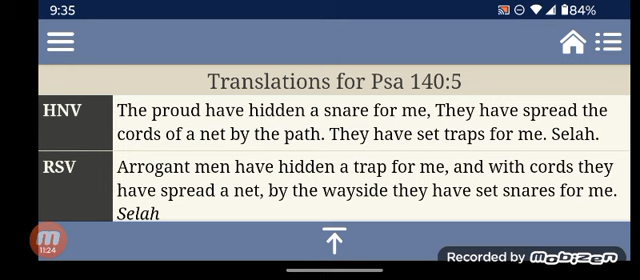 9:35
84%
Translations for Psa 140:5
HNV
The proud have hidden a snare for me, They have spread the
cords of a net by the path. They have set traps for me. Selah.
RSV
Arrogant men have hidden a trap for me, and with cords they
have spread a net, by the wayside they have set snares for me.
Selah
11:24
Recorded by Mobizen